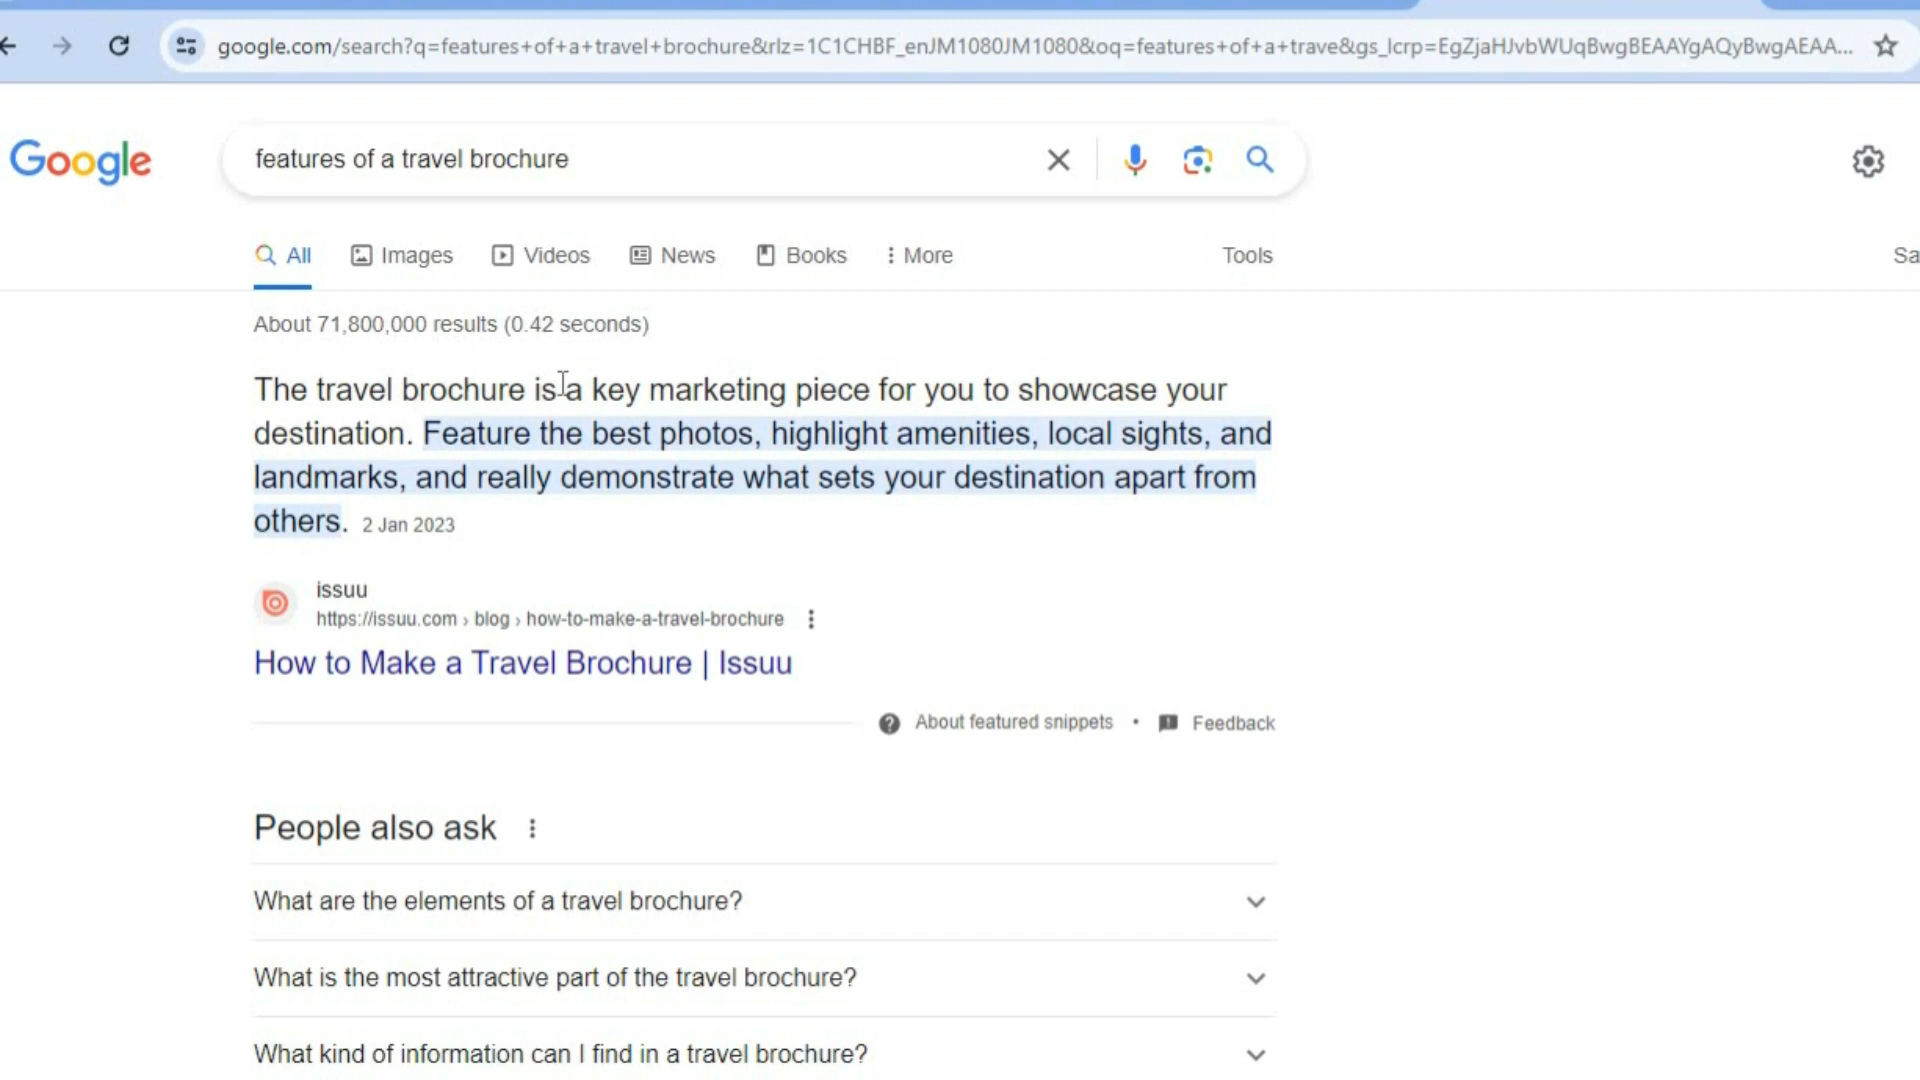 google.com/search?q=features+of+a+travel+brochure&rlz=1C1CHBF_enJM1080JM1080&oq=features+of+a+trave&gs_lcrp=EgZjaHJvbWUqBwgBEAAYgAQyBwgAEAA...
Google
features of a travel brochure
All Images Videos News Books More Tools Sa
About 71,800,000 results (0.42 seconds)
The travel brochure is a key marketing piece for you to showcase your
destination. Feature the best photos, highlight amenities, local sights, and
landmarks, and really demonstrate what sets your destination apart from
others. 2 Jan 2023
issuu
https://issuu.com › blog › how-to-make-a-travel-brochure
How to Make a Travel Brochure | Issuu
About featured snippets • Feedback
People also ask
What are the elements of a travel brochure?
What is the most attractive part of the travel brochure?
What kind of information can I find in a travel brochure?